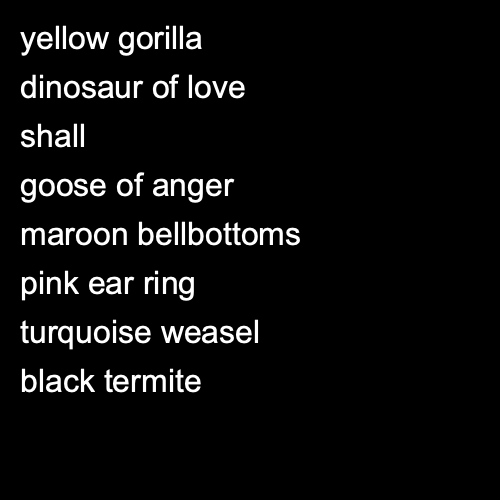 yellow gorilla
dinosaur of love
shall
goose of anger
maroon bellbottoms
pink ear ring
turquoise weasel
black termite